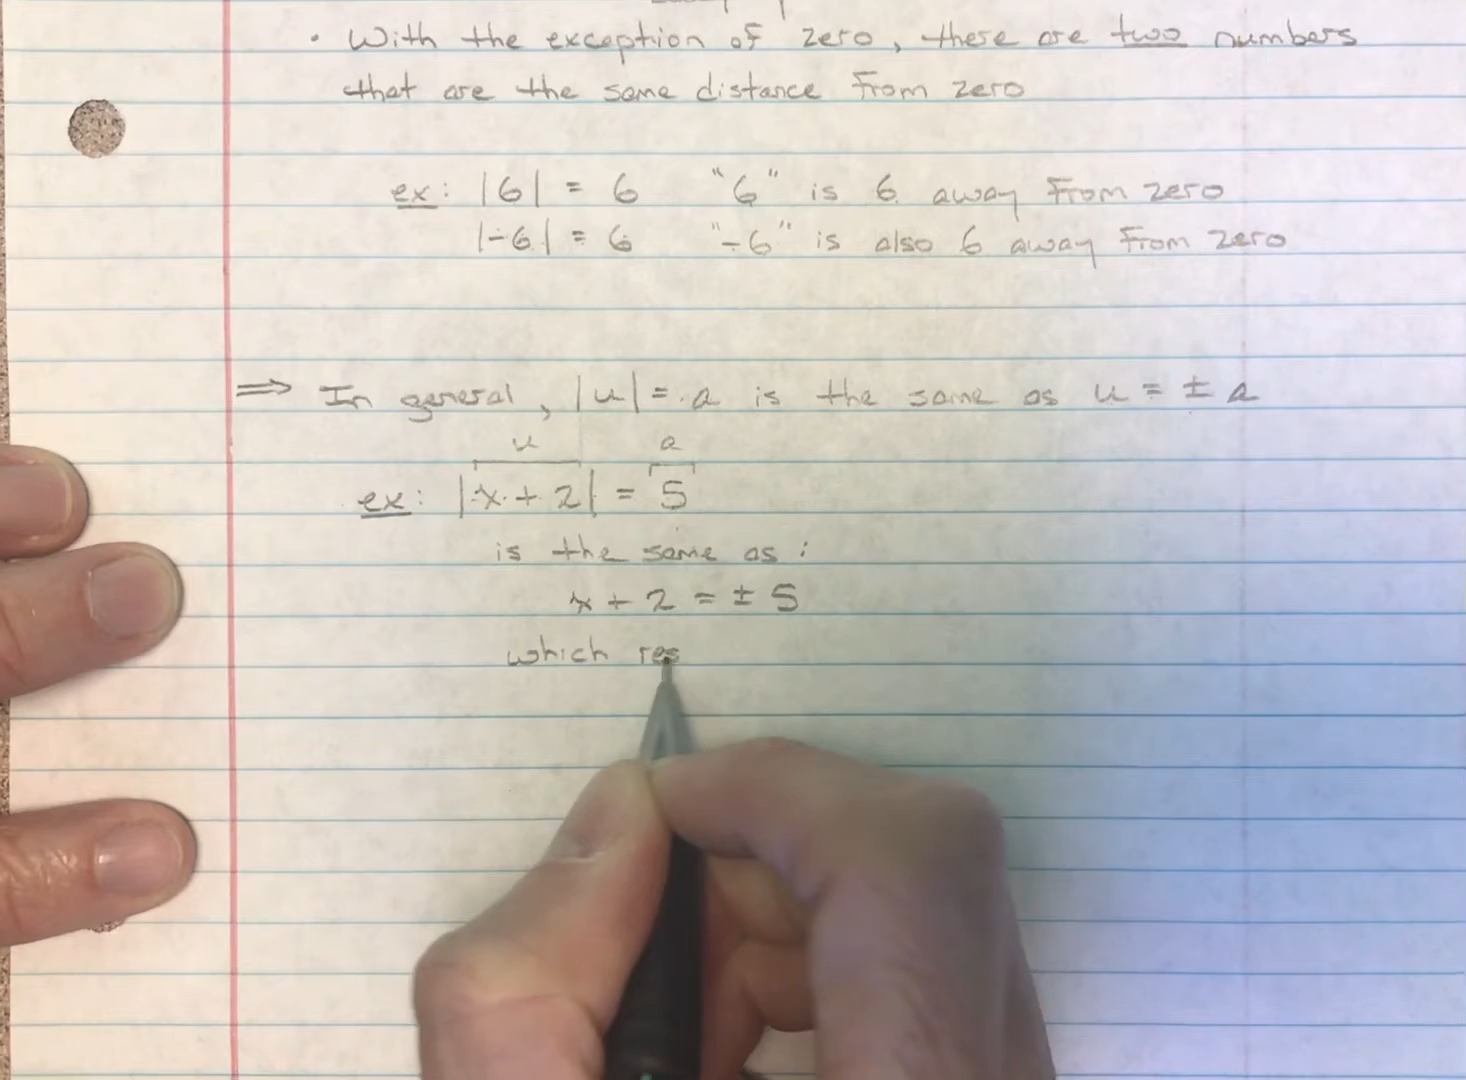 • With the exception of zero, there are two numbers
that are the same distance from zero
ex: |6| = 6 "6" is 6 away from zero
|-6| = 6 "-6" is also 6 away from zero
⇒ In general, |u| = a is the same as u = ± a
u a
ex: |x + 2| = 5
is the same as:
x + 2 = ± 5
which res